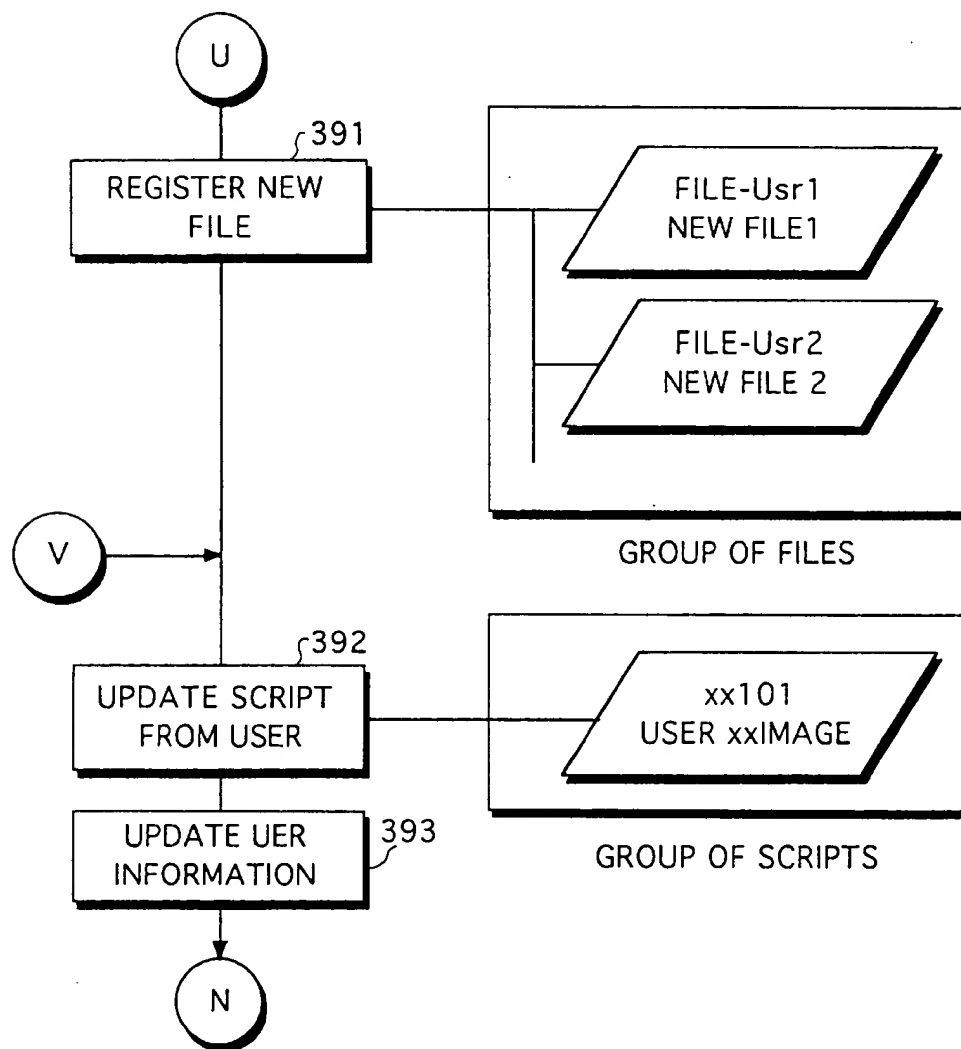 U
391
REGISTER NEW
FILE
FILE-Usr1
NEW FILE1
FILE-Usr2
NEW FILE 2
GROUP OF FILES
V
392
UPDATE SCRIPT
FROM USER
xx101
USER xxIMAGE
GROUP OF SCRIPTS
UPDATE UER
INFORMATION
393
N